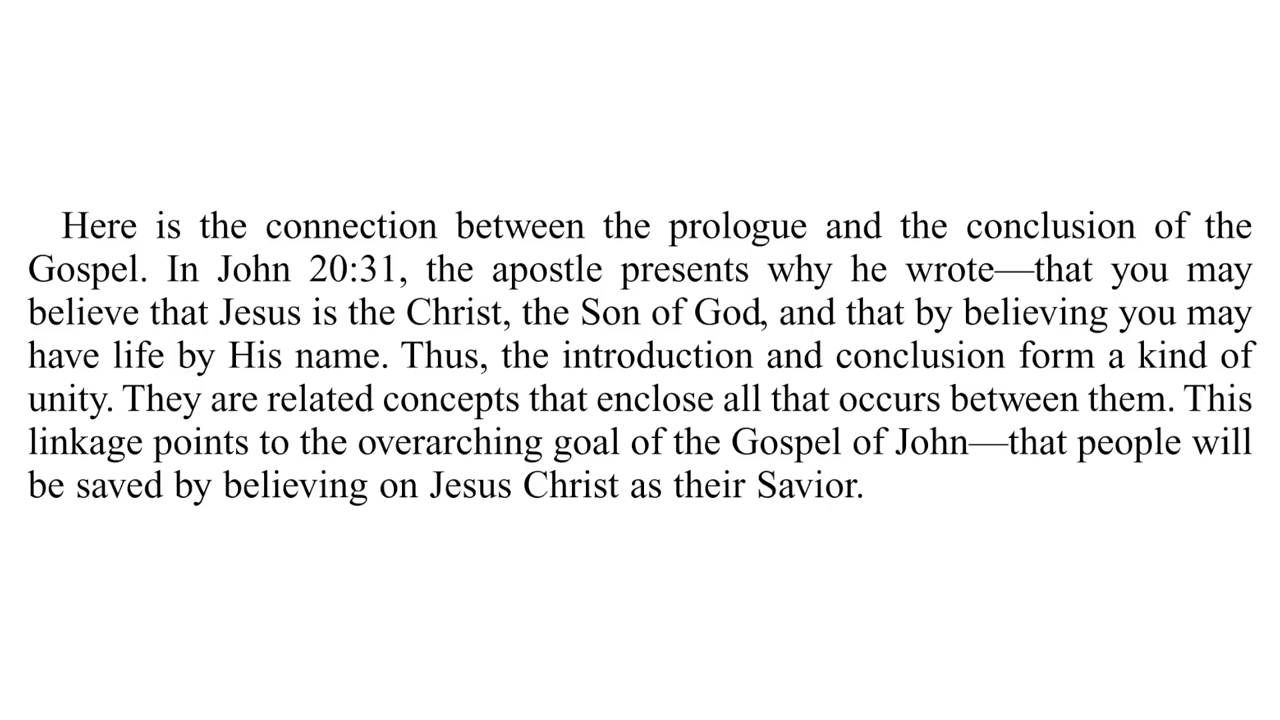 Here is the connection between the prologue and the conclusion of the
Gospel. In John 20:31, the apostle presents why he wrote—that you may
believe that Jesus is the Christ, the Son of God, and that by believing you may
have life by His name. Thus, the introduction and conclusion form a kind of
unity. They are related concepts that enclose all that occurs between them. This
linkage points to the overarching goal of the Gospel of John—that people will
be saved by believing on Jesus Christ as their Savior.